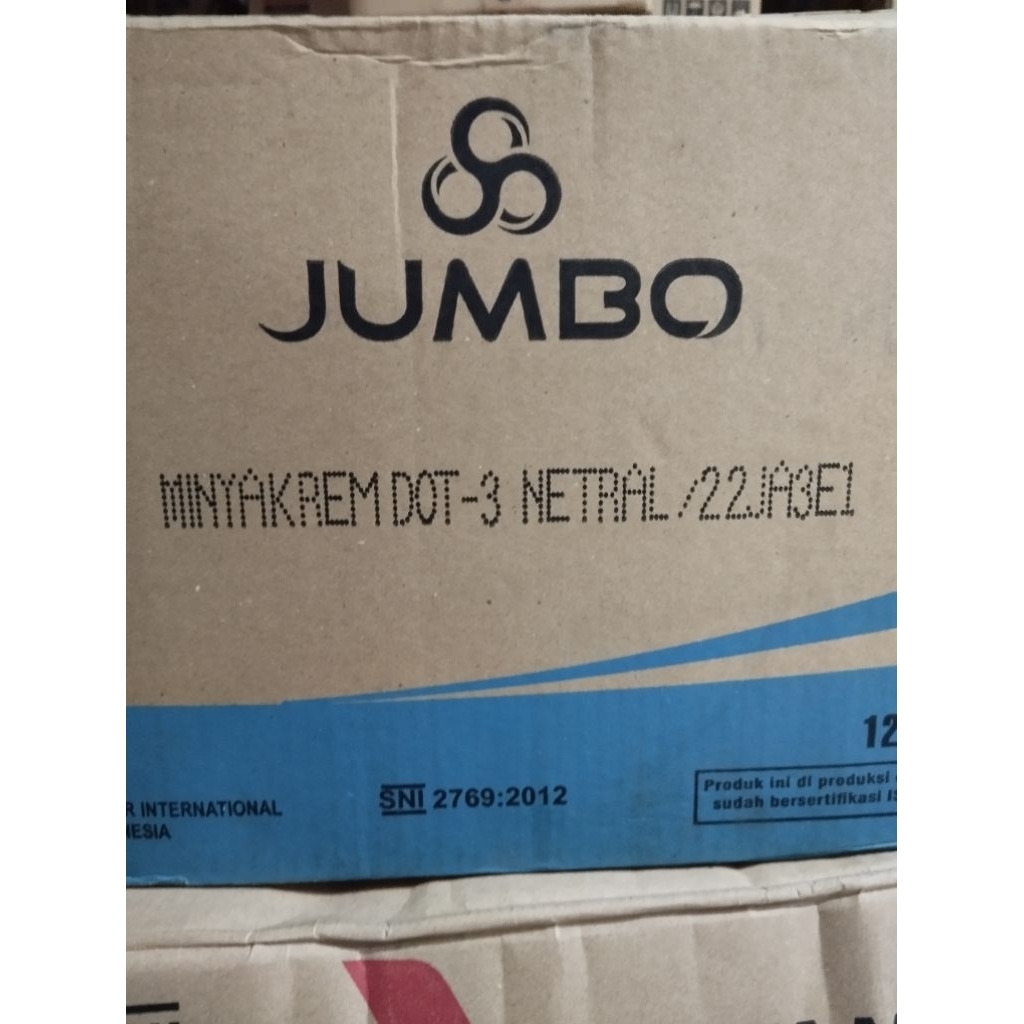 JUMBO
MINYAKREM DOT-3 NETRAL /22JA3E1
12
R INTERNATIONAL
NESIA
SNI 2769:2012
Produk ini di produksi
sudah bersertifikasi